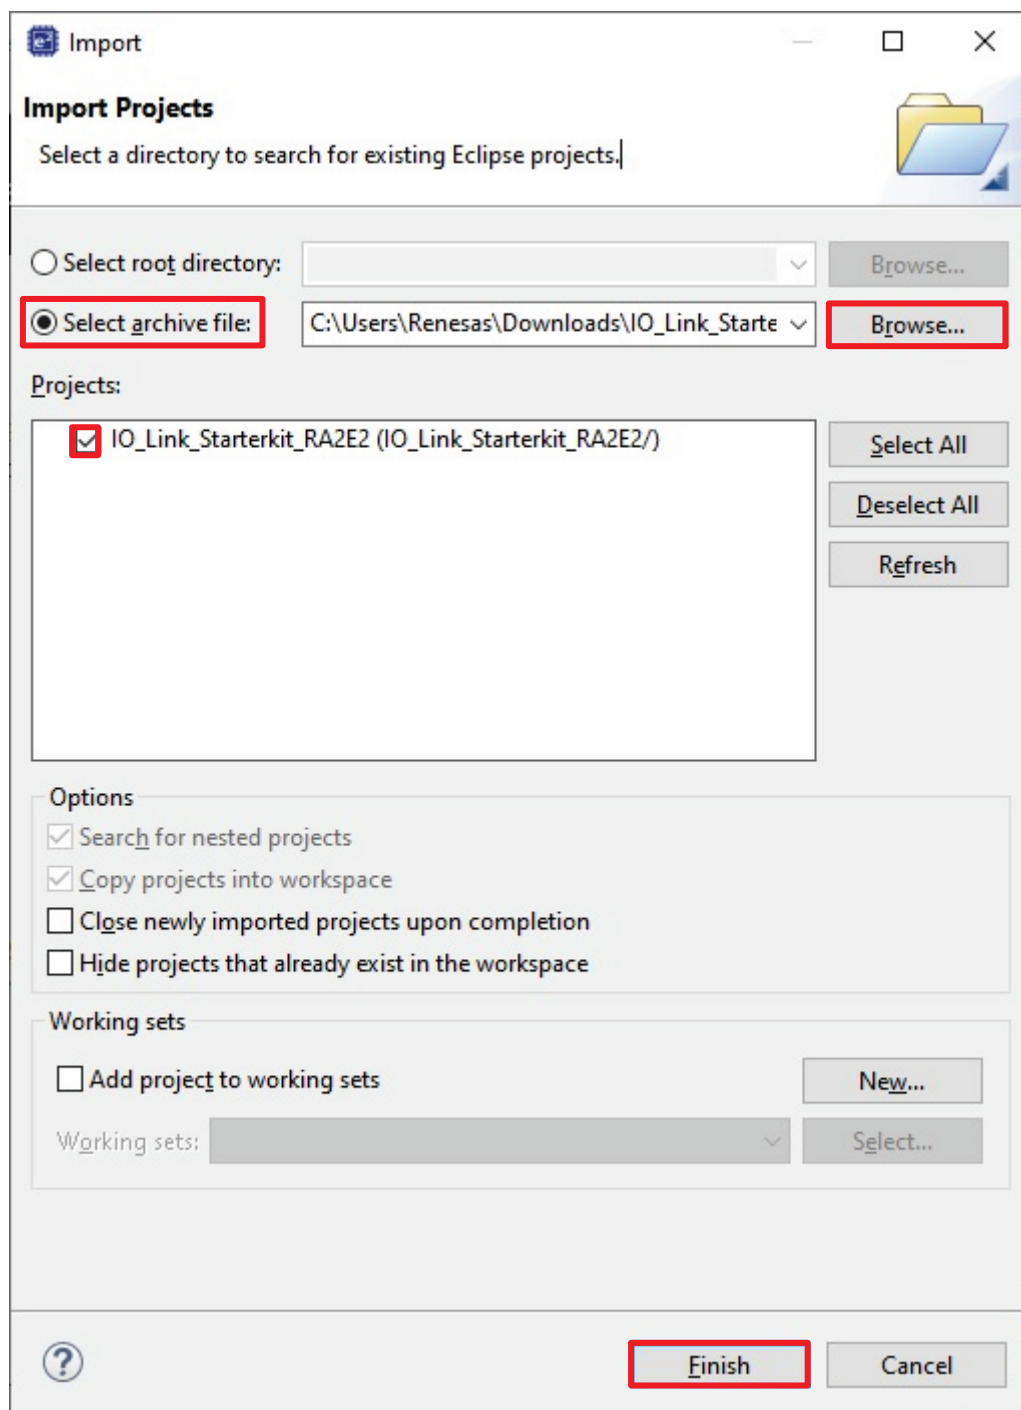 e² Import
Import Projects
Select a directory to search for existing Eclipse projects.
Select root directory: Browse...
Select archive file: C:\Users\Renesas\Downloads\IO_Link_Starte Browse...
Projects:
IO_Link_Starterkit_RA2E2 (IO_Link_Starterkit_RA2E2/)
Select All
Deselect All
Refresh
Options
Search for nested projects
Copy projects into workspace
Close newly imported projects upon completion
Hide projects that already exist in the workspace
Working sets
Add project to working sets New...
Working sets: Select...
? Finish Cancel